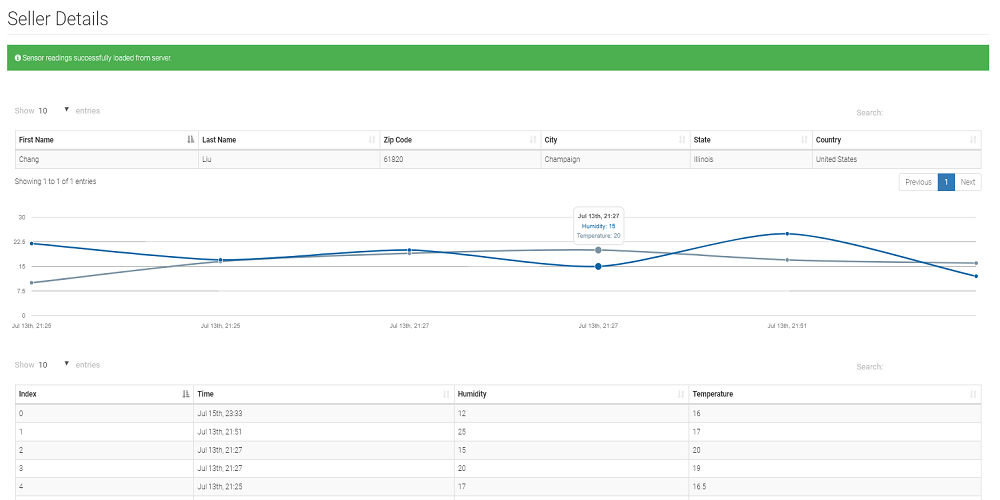 Seller Details
Sensor readings successfully loaded from server.
Show 10 entries
Search:
First Name Last Name Zip Code City State Country
Chang Liu 61820 Champaign Illinois United States
Showing 1 to 1 of 1 entries
Previous 1 Next
30
22.5
15
7.5
0
Jul 13th, 21:27
Humidity: 15
Temperature: 20
Jul 13th, 21:25 Jul 13th, 21:25 Jul 13th, 21:27 Jul 13th, 21:27 Jul 13th, 21:51
Show 10 entries
Search:
Index Time Humidity Temperature
0 Jul 15th, 23:33 12 16
1 Jul 13th, 21:51 25 17
2 Jul 13th, 21:27 15 20
3 Jul 13th, 21:27 20 19
4 Jul 13th, 21:25 17 16.5